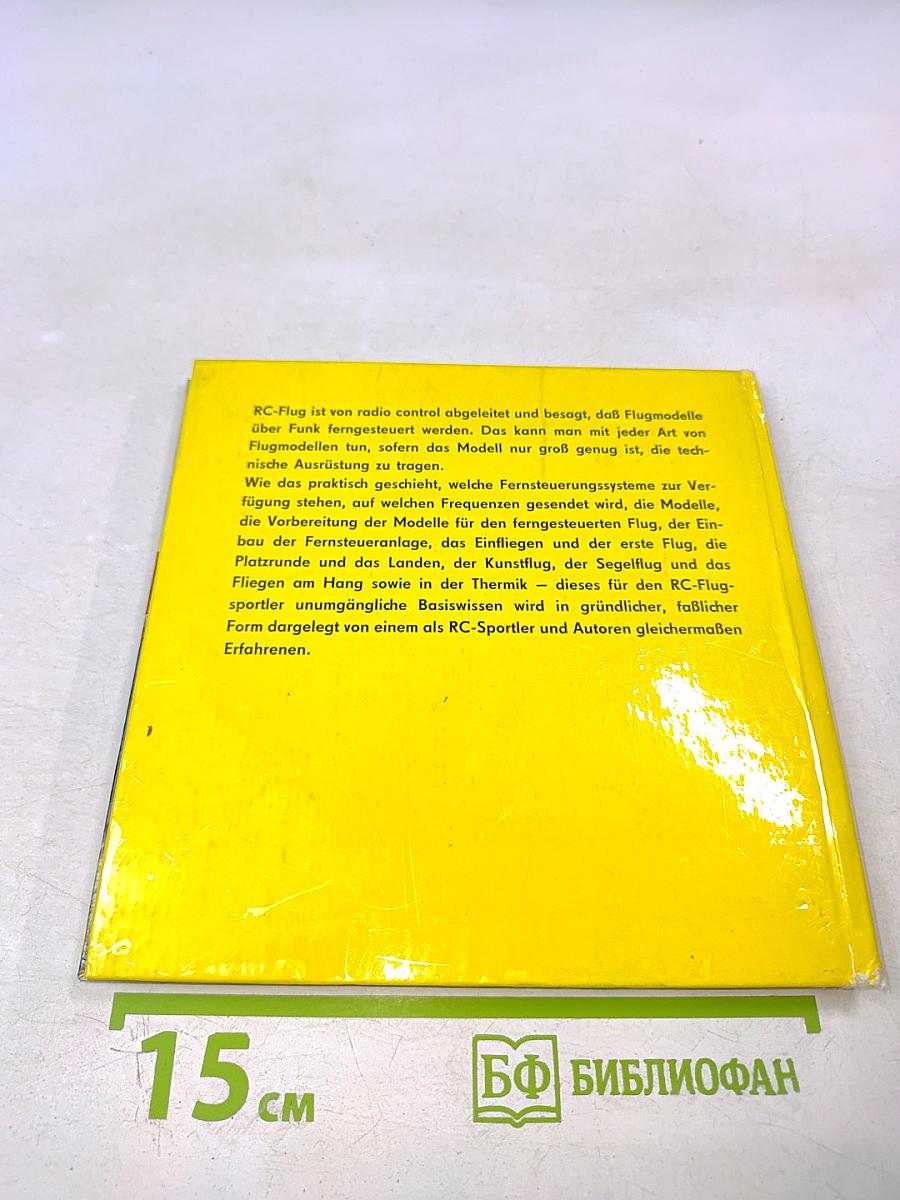 RC-Flug ist von radio control abgeleitet und besagt, daß Flugmodelle
über Funk ferngesteuert werden. Das kann man mit jeder Art von
Flugmodellen tun, sofern das Modell nur groß genug ist, die tech-
nische Ausrüstung zu tragen.
Wie das praktisch geschieht, welche Fernsteuerungssysteme zur Ver-
fügung stehen, auf welchen Frequenzen gesendet wird, die Modelle,
die Vorbereitung der Modelle für den ferngesteuerten Flug, der Ein-
bau der Fernsteueranlage, das Einfliegen und der erste Flug, die
Platzrunde und das Landen, der Kunstflug, der Segelflug und das
Fliegen am Hang sowie in der Thermik — dieses für den RC-Flug-
sportler unumgängliche Basiswissen wird in gründlicher, faßlicher
Form dargelegt von einem als RC-Sportler und Autoren gleichermaßen
Erfahrenen.
15 см
БФ БИБЛИОФАН